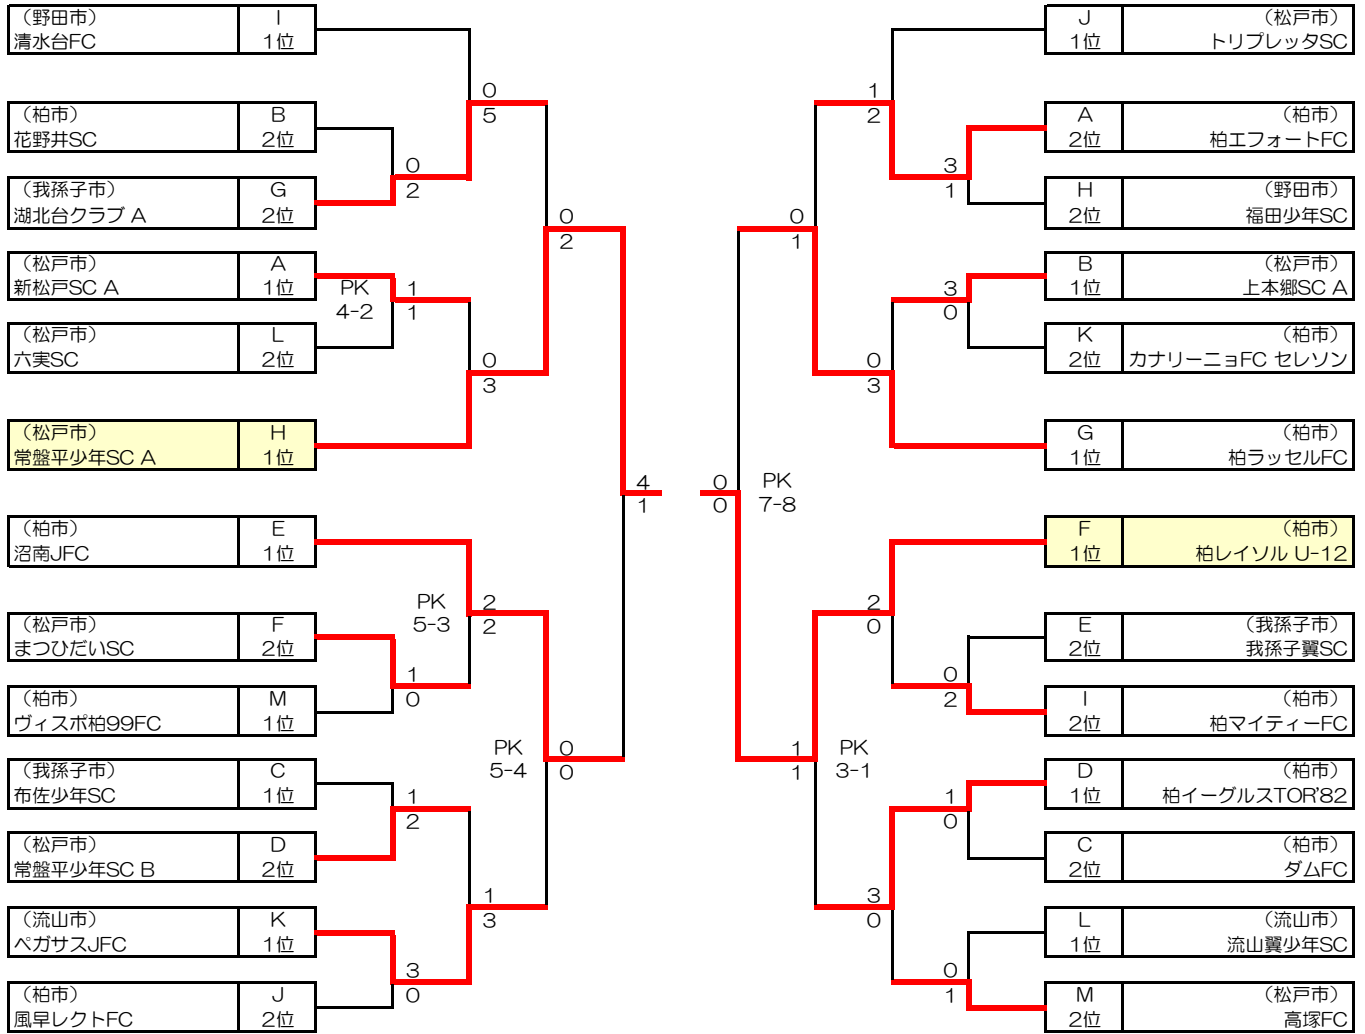 （野田市）
清水台FC
I
1位
（柏市）
花野井SC
B
2位
（我孫子市）
湖北台クラブ A
G
2位
（松戸市）
新松戸SC A
A
1位
（松戸市）
六実SC
L
2位
（松戸市）
常盤平少年SC A
H
1位
（柏市）
沼南JFC
E
1位
（松戸市）
まつひだいSC
F
2位
（柏市）
ヴィスポ柏99FC
M
1位
（我孫子市）
布佐少年SC
C
1位
（松戸市）
常盤平少年SC B
D
2位
（流山市）
ペガサスJFC
K
1位
（柏市）
風早レクトFC
J
2位
0
2
PK
4-2
1
1
1
0
1
2
3
0
0
5
0
3
PK
5-3
2
2
1
3
0
2
PK
5-4
0
0
4
1
0
0
PK
7-8
0
1
1
1
PK
3-1
1
2
0
3
2
0
3
0
3
1
3
0
0
2
1
0
0
1
J
1位
（松戸市）
トリプレッタSC
A
2位
（柏市）
柏エフォートFC
H
2位
（野田市）
福田少年SC
B
1位
（松戸市）
上本郷SC A
K
2位
（柏市）
カナリーニョFC セレソン
G
1位
（柏市）
柏ラッセルFC
F
1位
（柏市）
柏レイソル U-12
E
2位
（我孫子市）
我孫子翼SC
I
2位
（柏市）
柏マイティーFC
D
1位
（柏市）
柏イーグルスTOR'82
C
2位
（柏市）
ダムFC
L
1位
（流山市）
流山翼少年SC
M
2位
（松戸市）
高塚FC